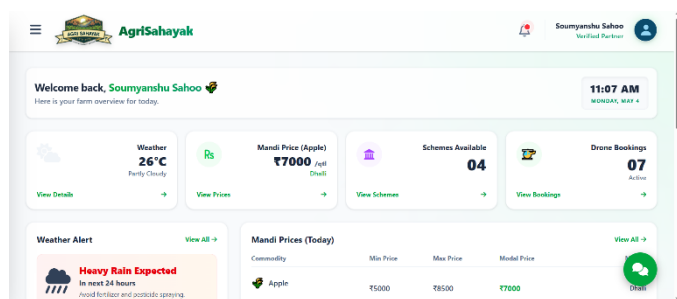 AGRI SAHAYAK
AgriSahayak
Soumyanshu Sahoo
Verified Partner
Welcome back, Soumyanshu Sahoo
Here is your farm overview for today.
11:07 AM
MONDAY, MAY 4
Weather
26°C
Partly Cloudy
View Details →
Rs
Mandi Price (Apple)
₹7000 /qtl
Dhalli
View Prices →
Schemes Available
04
View Schemes →
Drone Bookings
07
Active
View Bookings →
Weather Alert View All →
Heavy Rain Expected
In next 24 hours
Avoid fertilizer and pesticide spraying.
Mandi Prices (Today) View All →
Commodity Min Price Max Price Modal Price
Apple ₹5000 ₹8500 ₹7000 Dhalli